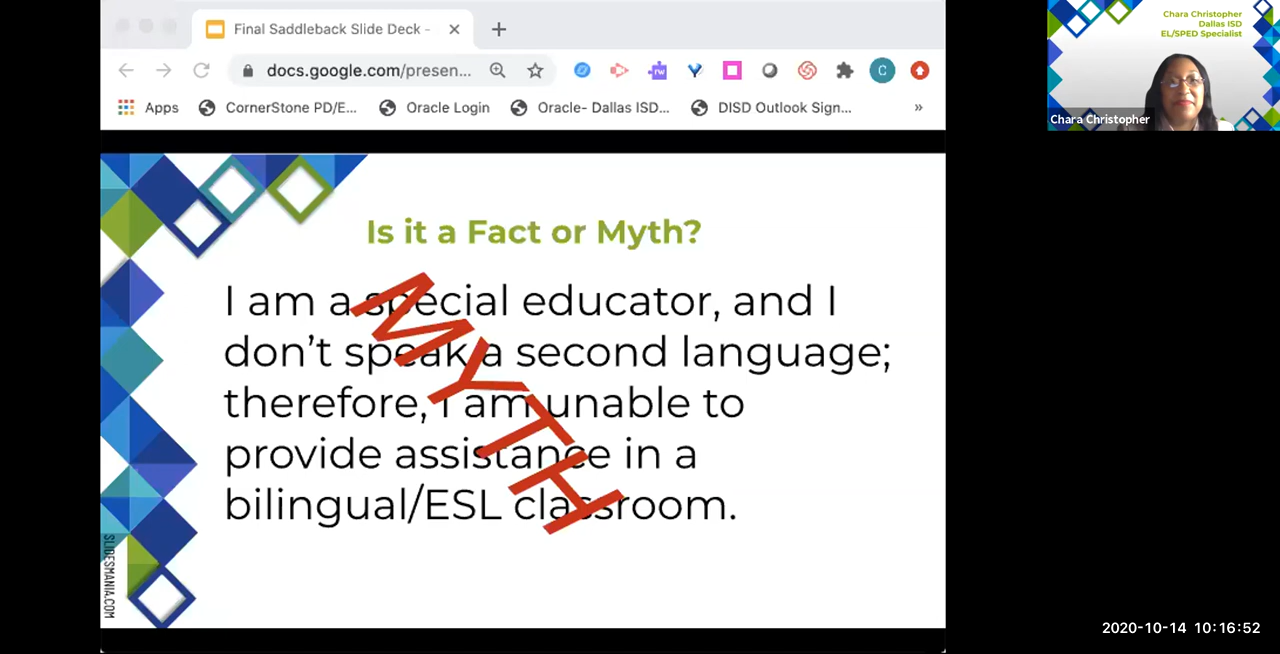 Final Saddleback Slide Deck -
docs.google.com/presen...
rw
C
Apps
CornerStone PD/E...
Oracle Login
Oracle- Dallas ISD...
DISD Outlook Sign...
»
Chara Christopher
Dallas ISD
EL/SPED Specialist
Chara Christopher
Is it a Fact or Myth?
I am a special educator, and I
don't speak a second language;
therefore, I am unable to
provide assistance in a
bilingual/ESL classroom.
MYTH
SLIDESMANIA.COM
2020-10-14 10:16:52